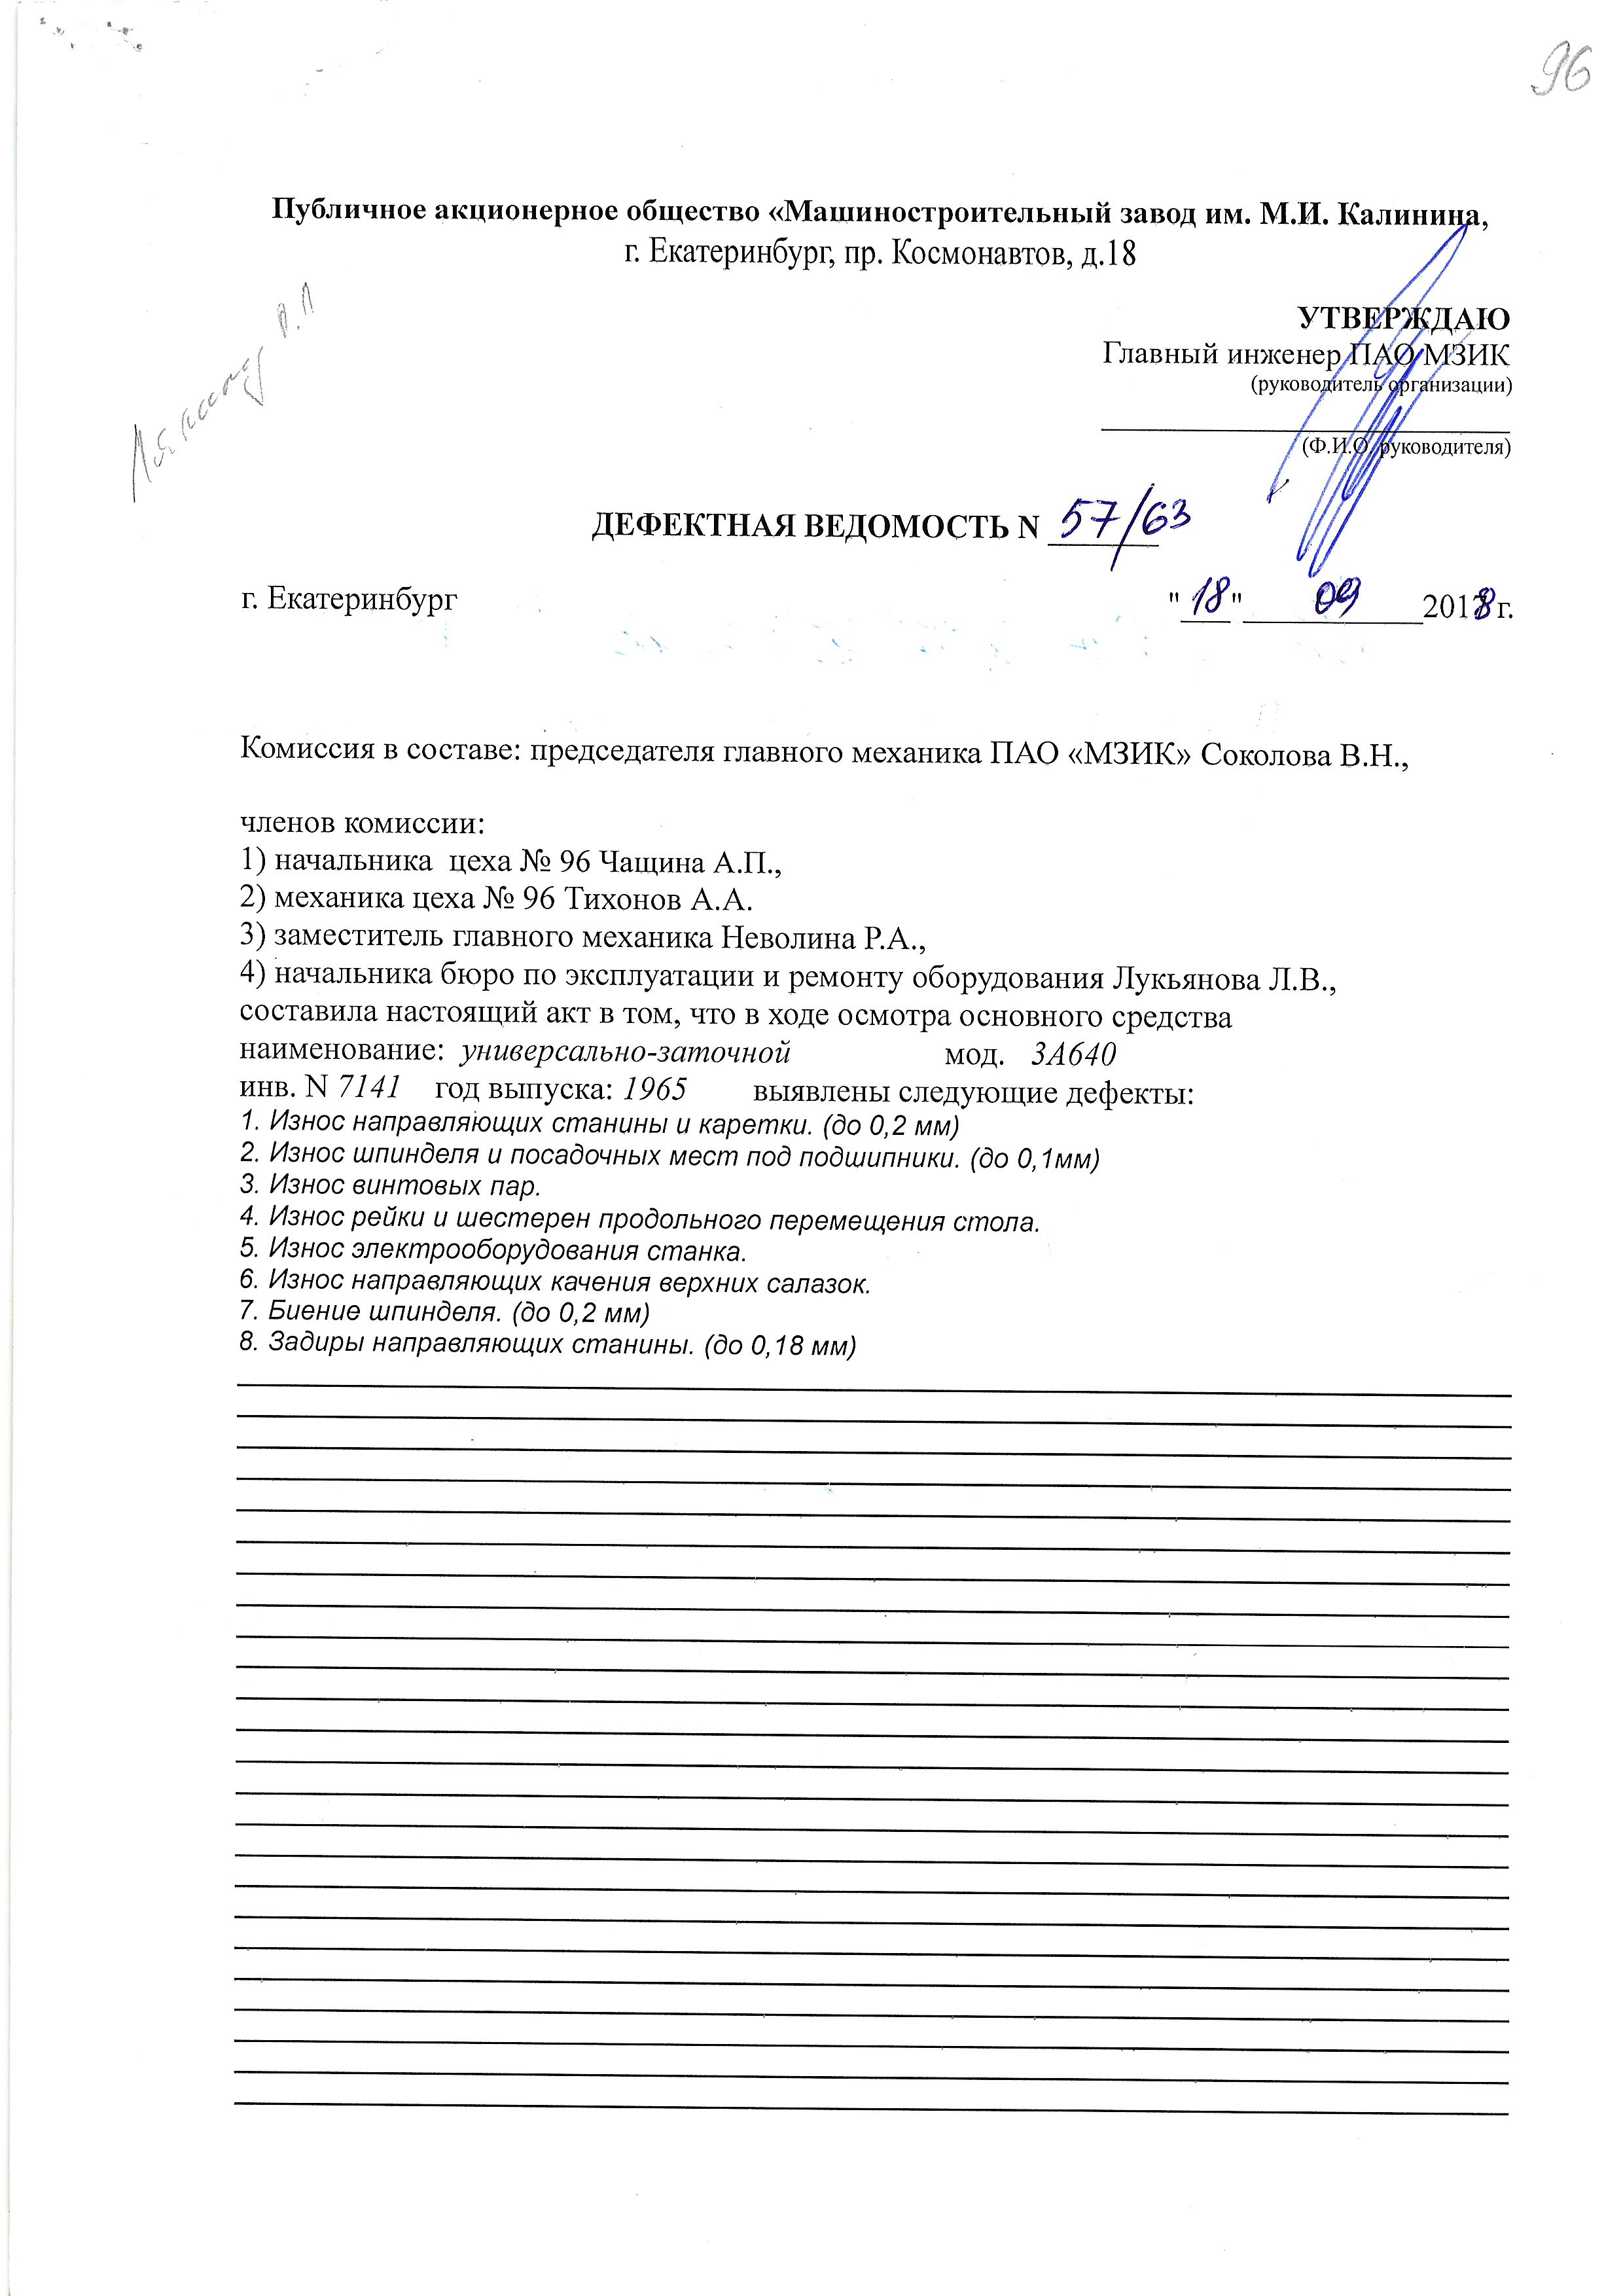 96
Публичное акционерное общество «Машиностроительный завод им. М.И. Калинина,
г. Екатеринбург, пр. Космонавтов, д.18
УТВЕРЖДАЮ
Главный инженер ПАО МЗИК
(руководитель организации)
(Ф.И.О. руководителя)
ДЕФЕКТНАЯ ВЕДОМОСТЬ N 57/63
г. Екатеринбург "18" 09 2018 г.
Комиссия в составе: председателя главного механика ПАО «МЗИК» Соколова В.Н.,
членов комиссии:
1) начальника цеха № 96 Чащина А.П.,
2) механика цеха № 96 Тихонов А.А.
3) заместитель главного механика Неволина Р.А.,
4) начальника бюро по эксплуатации и ремонту оборудования Лукьянова Л.В.,
составила настоящий акт в том, что в ходе осмотра основного средства
наименование: универсально-заточной мод. 3А640
инв. N 7141 год выпуска: 1965 выявлены следующие дефекты:
1. Износ направляющих станины и каретки. (до 0,2 мм)
2. Износ шпинделя и посадочных мест под подшипники. (до 0,1мм)
3. Износ винтовых пар.
4. Износ рейки и шестерен продольного перемещения стола.
5. Износ электрооборудования станка.
6. Износ направляющих качения верхних салазок.
7. Биение шпинделя. (до 0,2 мм)
8. Задиры направляющих станины. (до 0,18 мм)